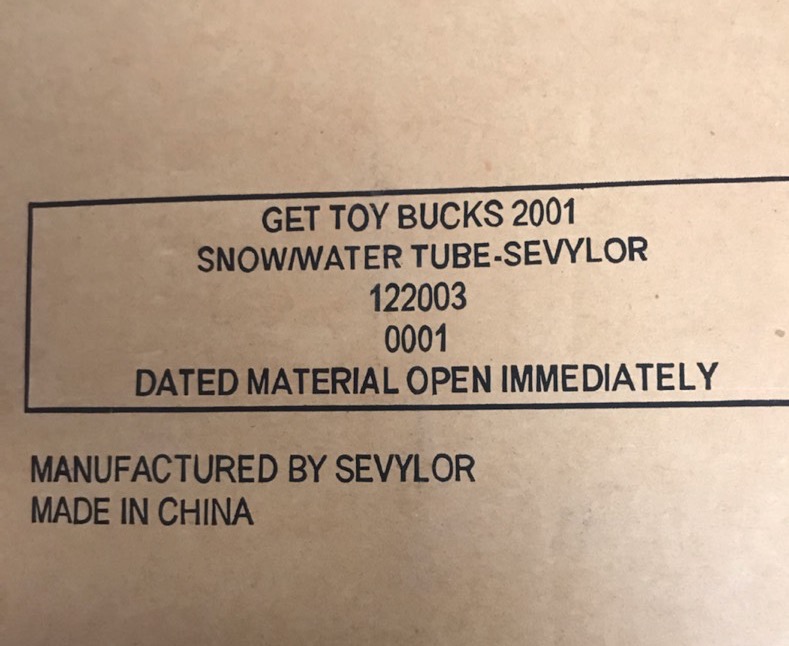 GET TOY BUCKS 2001
SNOW/WATER TUBE-SEVYLOR
122003
0001
DATED MATERIAL OPEN IMMEDIATELY
MANUFACTURED BY SEVYLOR
MADE IN CHINA